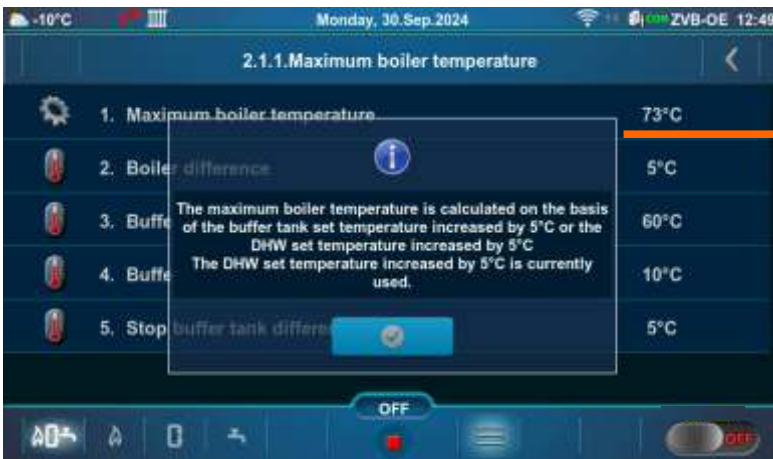 -10°C Monday, 30.Sep.2024 ZVB-OE 12:49
2.1.1.Maximum boiler temperature
1. Maximum boiler temperature 73°C
2. Boiler difference 5°C
3. Buffe 60°C
4. Buffe 10°C
5. Stop buffer tank differe 5°C
The maximum boiler temperature is calculated on the basis
of the buffer tank set temperature increased by 5°C or the
DHW set temperature increased by 5°C
The DHW set temperature increased by 5°C is currently
used.
OFF
OFF